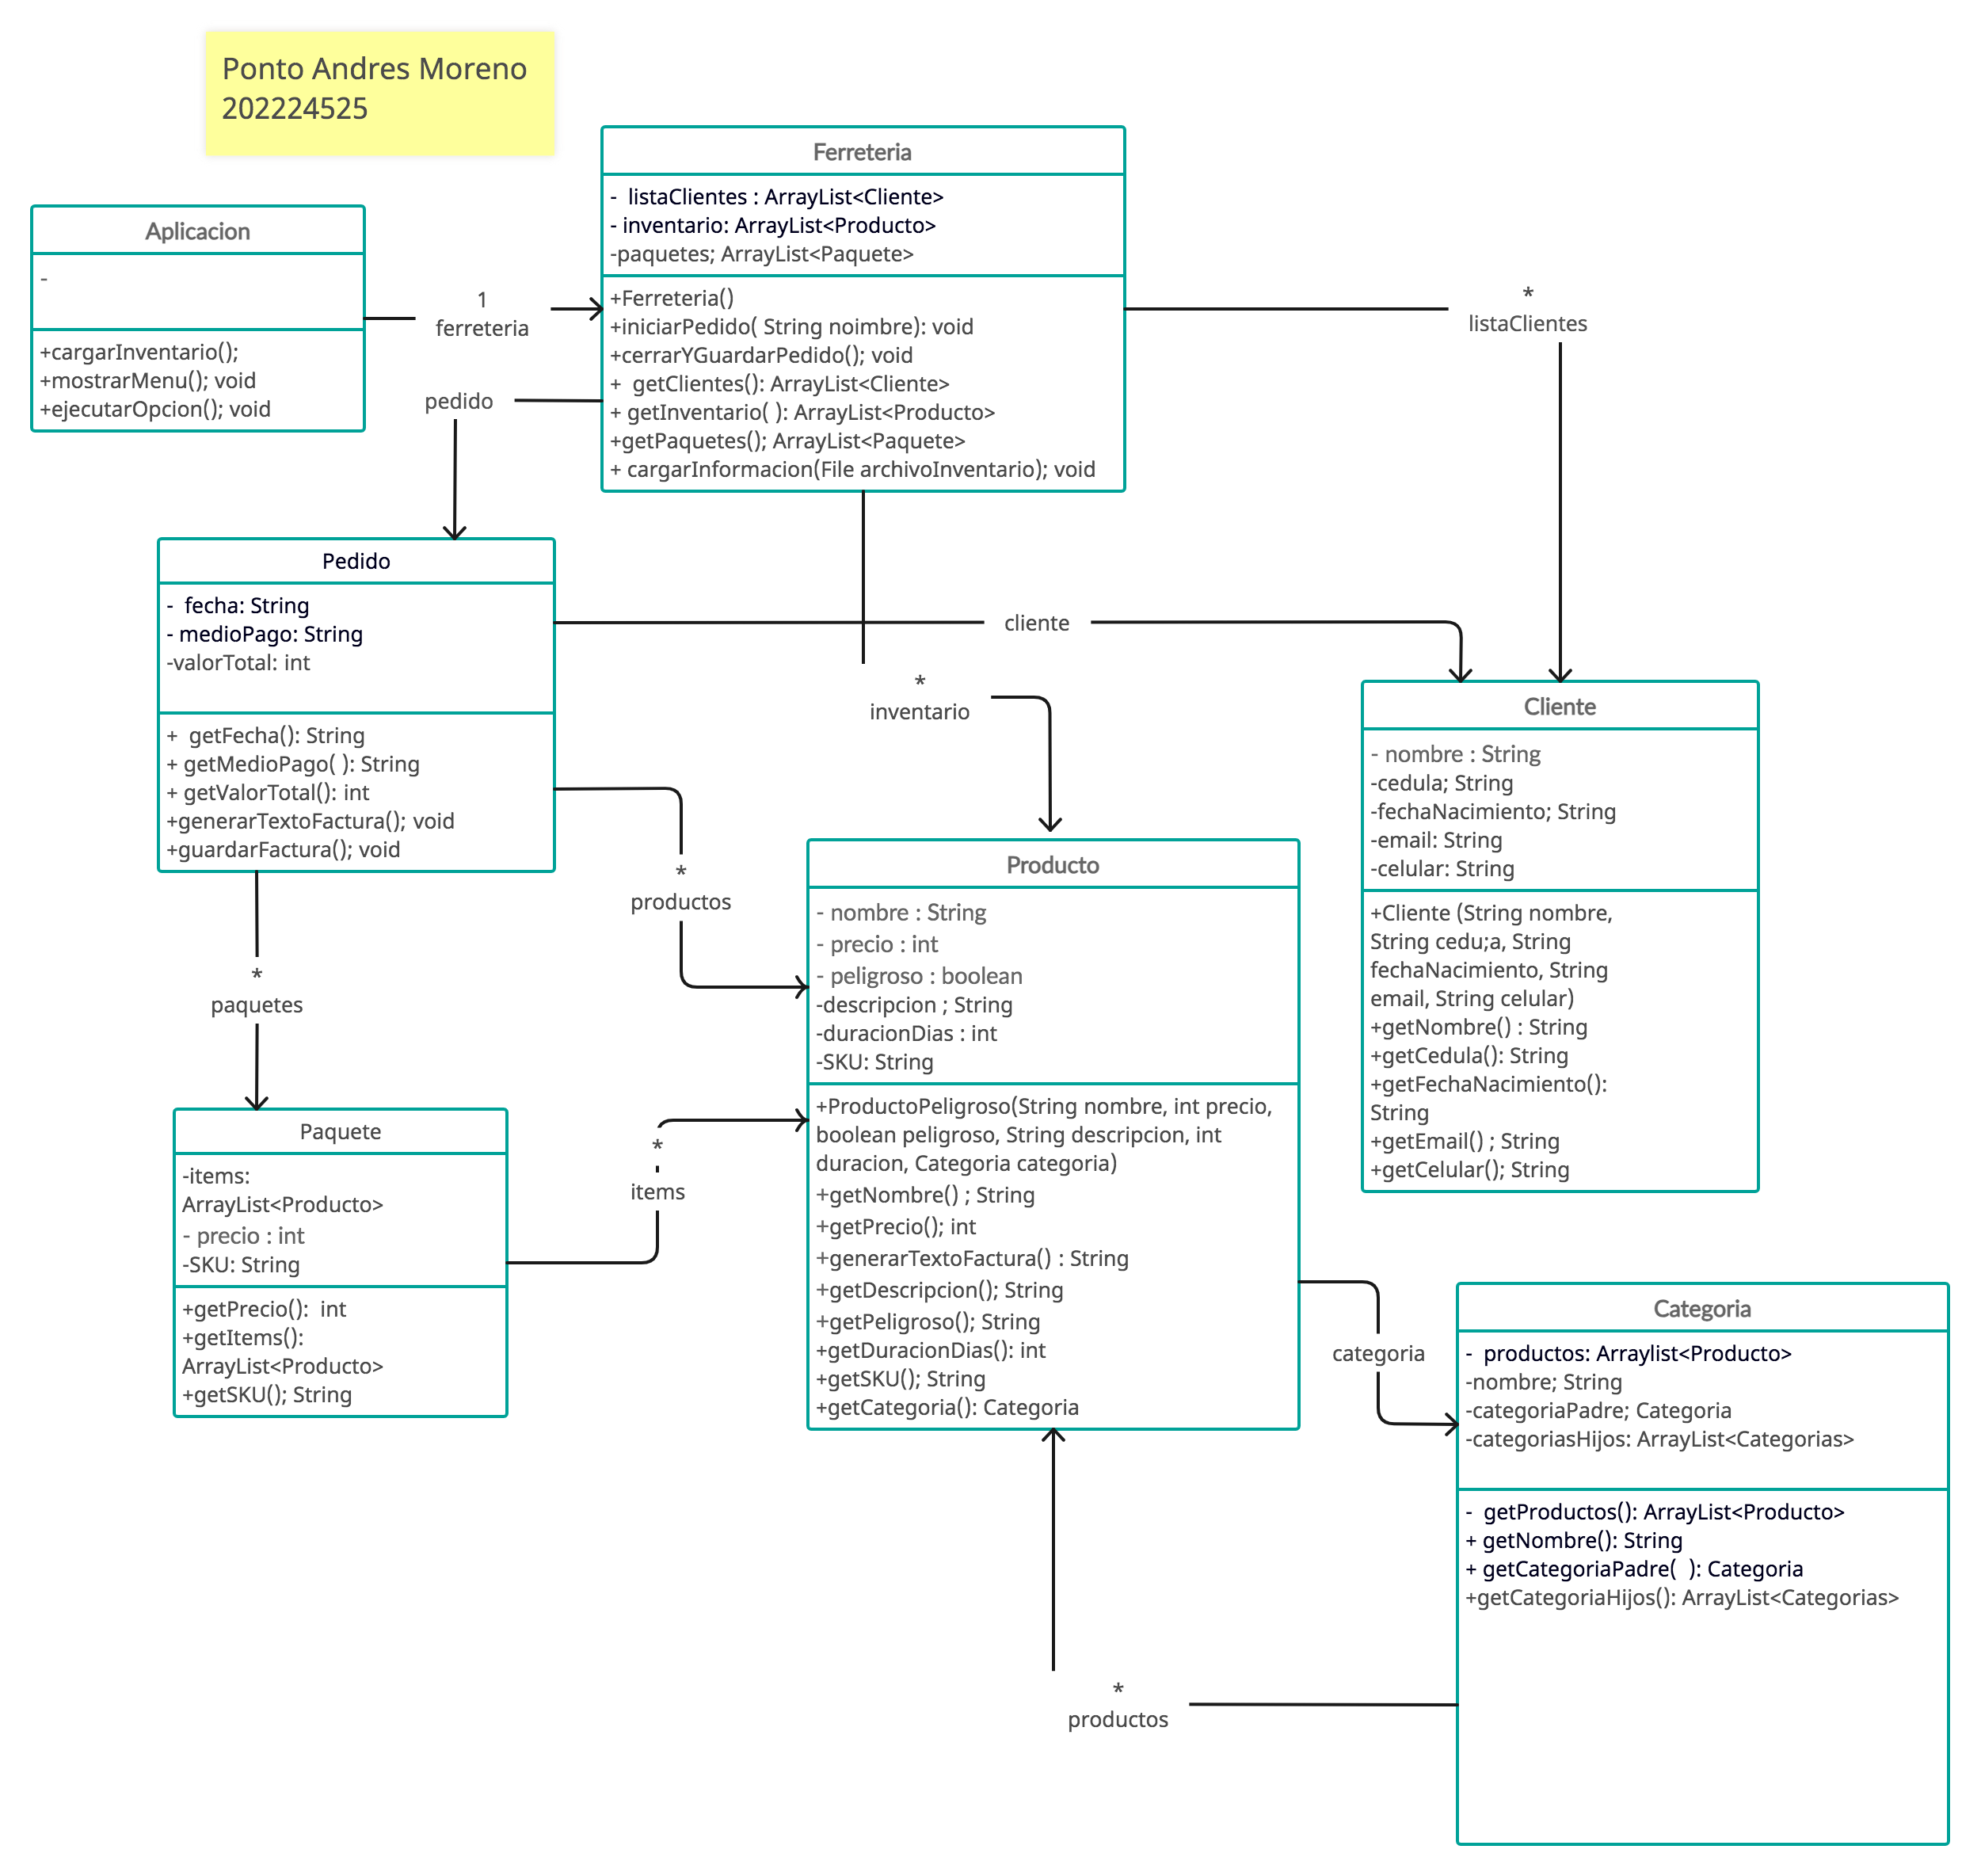 Ponto Andres Moreno
202224525
Ferreteria
-  listaClientes : ArrayList<Cliente>
- inventario: ArrayList<Producto>
-paquetes; ArrayList<Paquete>
+Ferreteria()
+iniciarPedido( String noimbre): void
+cerrarYGuardarPedido(); void
+  getClientes(): ArrayList<Cliente>
+ getInventario( ): ArrayList<Producto>
+getPaquetes(); ArrayList<Paquete>
+ cargarInformacion(File archivoInventario); void
Aplicacion
-
+cargarInventario();
+mostrarMenu(); void
+ejecutarOpcion(); void
1
ferreteria
*
listaClientes
pedido
Pedido
-  fecha: String
- medioPago: String
-valorTotal: int
+  getFecha(): String
+ getMedioPago( ): String
+ getValorTotal(): int
+generarTextoFactura(); void
+guardarFactura(); void
cliente
*
inventario
Cliente
- nombre : String
-cedula; String
-fechaNacimiento; String
-email: String
-celular: String
+Cliente (String nombre,
String cedu;a, String
fechaNacimiento, String
email, String celular)
+getNombre() : String
+getCedula(): String
+getFechaNacimiento():
String
+getEmail() ; String
+getCelular(); String
*
productos
Producto
- nombre : String
- precio : int
- peligroso : boolean
-descripcion ; String
-duracionDias : int
-SKU: String
+ProductoPeligroso(String nombre, int precio,
boolean peligroso, String descripcion, int
duracion, Categoria categoria)
+getNombre() ; String
+getPrecio(); int
+generarTextoFactura() : String
+getDescripcion(); String
+getPeligroso(); String
+getDuracionDias(): int
+getSKU(); String
+getCategoria(): Categoria
*
paquetes
Paquete
-items:
ArrayList<Producto>
- precio : int
-SKU: String
+getPrecio():  int
+getItems():
ArrayList<Producto>
+getSKU(); String
*
items
categoria
Categoria
-  productos: Arraylist<Producto>
-nombre; String
-categoriaPadre; Categoria
-categoriasHijos: ArrayList<Categorias>
-  getProductos(): ArrayList<Producto>
+ getNombre(): String
+ getCategoriaPadre(  ): Categoria
+getCategoriaHijos(): ArrayList<Categorias>
*
productos